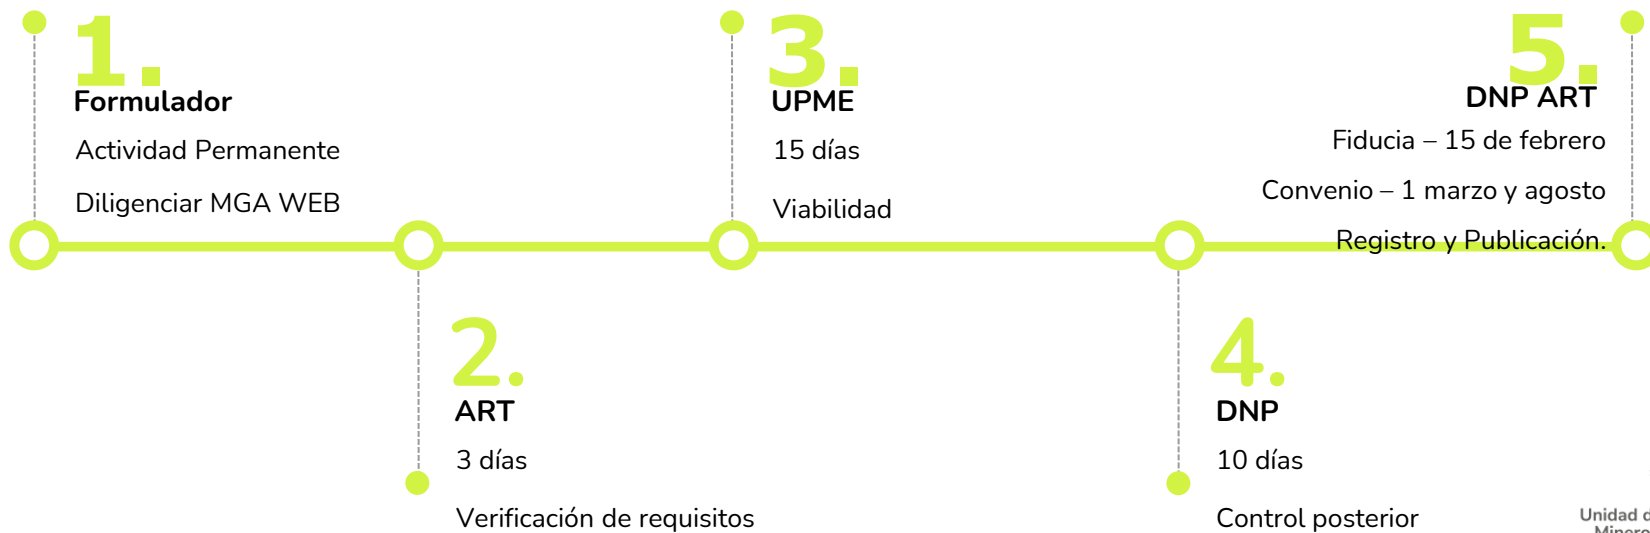 1.
Formulador
Actividad Permanente
Diligenciar MGA WEB
2.
ART
3 días
Verificación de requisitos
3.
UPME
15 días
Viabilidad
4.
DNP
10 días
Control posterior
5.
DNP ART
Fiducia – 15 de febrero
Convenio – 1 marzo y agosto
Registro y Publicación.
Unidad d
Minero